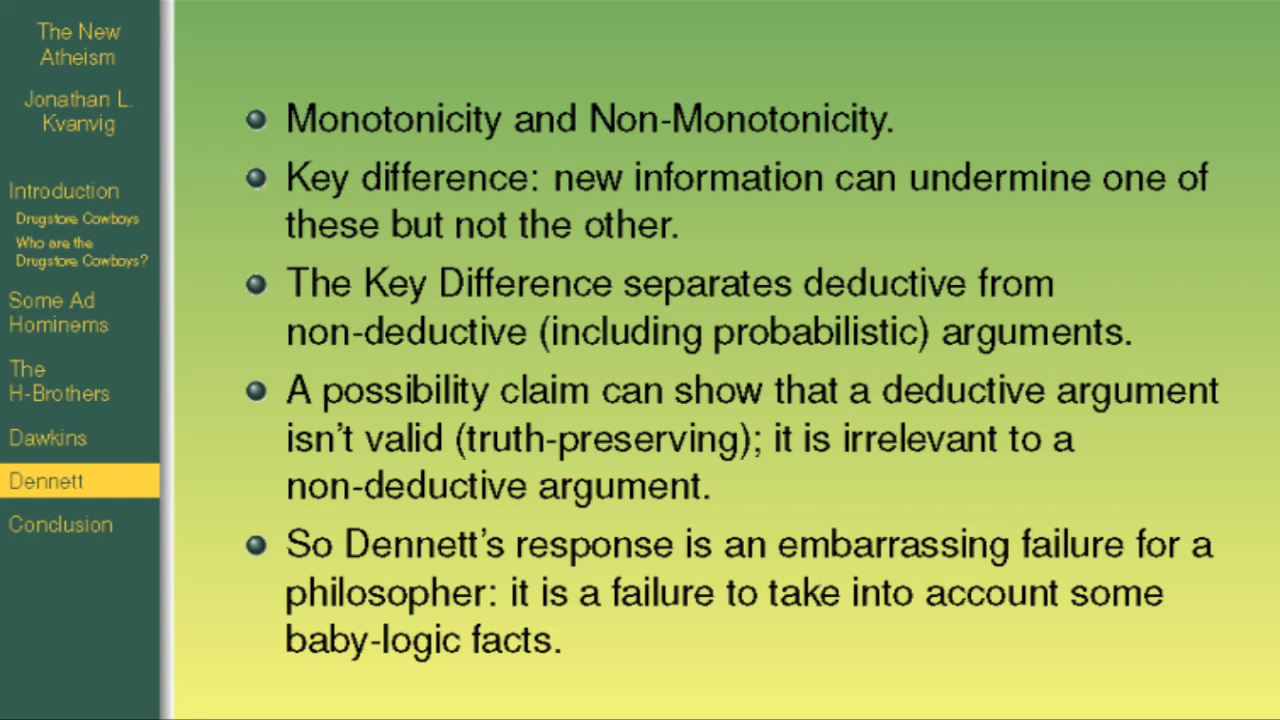 The New
Atheism
Jonathan L.
Kvanvig
Introduction
Drugstore Cowboys
Who are the
Drugstore Cowboys?
Some Ad
Hominems
The
H-Brothers
Dawkins
Dennett
Conclusion
Monotonicity and Non-Monotonicity.
Key difference: new information can undermine one of
these but not the other.
The Key Difference separates deductive from
non-deductive (including probabilistic) arguments.
A possibility claim can show that a deductive argument
isn't valid (truth-preserving); it is irrelevant to a
non-deductive argument.
So Dennett's response is an embarrassing failure for a
philosopher: it is a failure to take into account some
baby-logic facts.